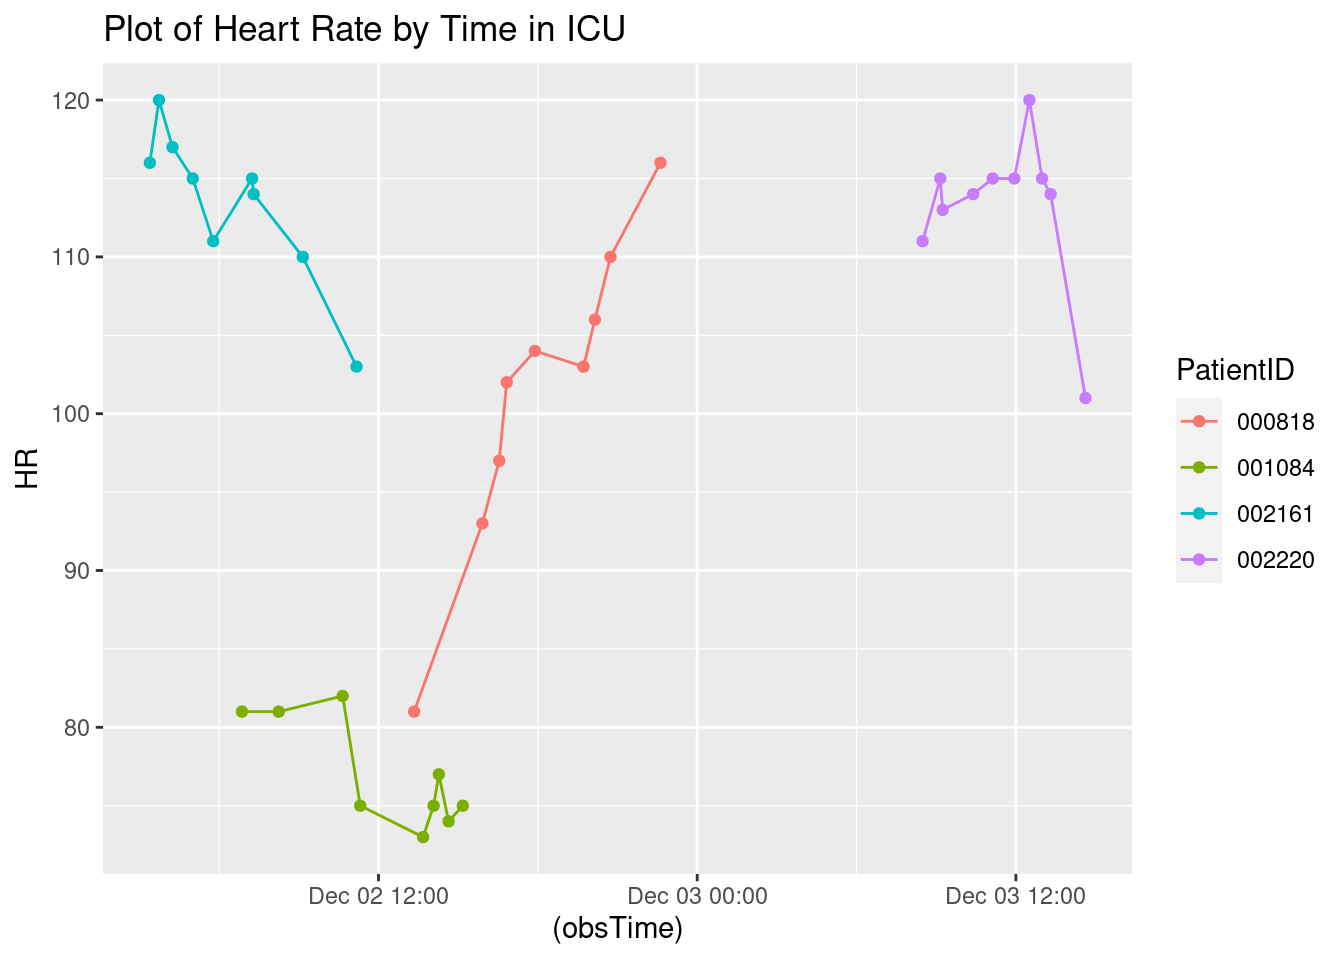 Plot of Heart Rate by Time in ICU
120
110
100
90
80
HR
Dec 02 12:00
Dec 03 00:00
Dec 03 12:00
(obsTime)
PatientID
000818
001084
002161
002220